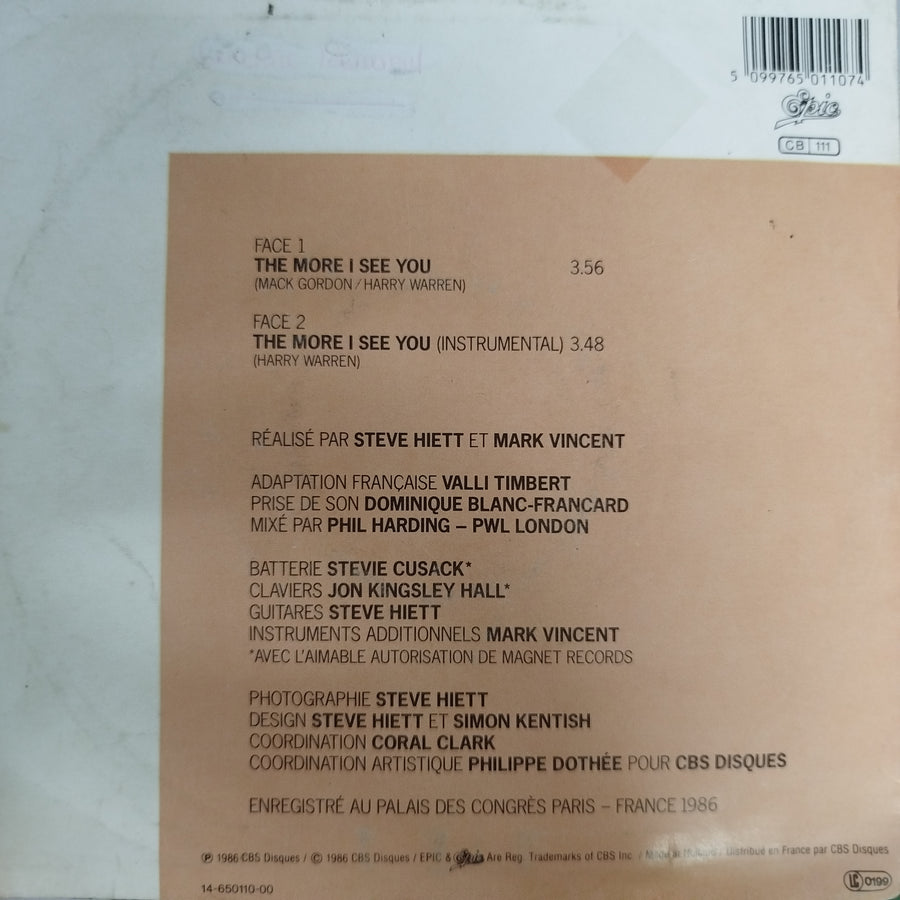 5 099765 011074
Epic
CB 111
FACE 1
THE MORE I SEE YOU 3.56
(MACK GORDON / HARRY WARREN)
FACE 2
THE MORE I SEE YOU (INSTRUMENTAL) 3.48
(HARRY WARREN)
RÉALISÉ PAR STEVE HIETT ET MARK VINCENT
ADAPTATION FRANÇAISE VALLI TIMBERT
PRISE DE SON DOMINIQUE BLANC-FRANCARD
MIXÉ PAR PHIL HARDING – PWL LONDON
BATTERIE STEVIE CUSACK*
CLAVIERS JON KINGSLEY HALL*
GUITARES STEVE HIETT
INSTRUMENTS ADDITIONNELS MARK VINCENT
*AVEC L'AIMABLE AUTORISATION DE MAGNET RECORDS
PHOTOGRAPHIE STEVE HIETT
DESIGN STEVE HIETT ET SIMON KENTISH
COORDINATION CORAL CLARK
COORDINATION ARTISTIQUE PHILIPPE DOTHÉE POUR CBS DISQUES
ENREGISTRÉ AU PALAIS DES CONGRÈS PARIS – FRANCE 1986
℗ 1986 CBS Disques / © 1986 CBS Disques / EPIC & Epic Are Reg. Trademarks of CBS Inc. / Made in / Distribué en France par CBS Disques
14-650110-00
LC 0199